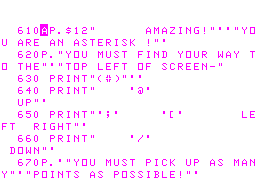 610AP.$12"     AMAZING!"'"YO
U ARE AN ASTERISK !"''
620P."YOU MUST FIND YOUR WAY T
O THE"'"TOP LEFT OF SCREEN-"
630 PRINT"(#)"''
640 PRINT"    '@'
UP"''
650 PRINT"';'    '['      LE
FT  RIGHT"''
660 PRINT"    '/'
DOWN"''
670P.'"YOU MUST PICK UP AS MAN
Y"'"POINTS AS POSSIBLE!"''